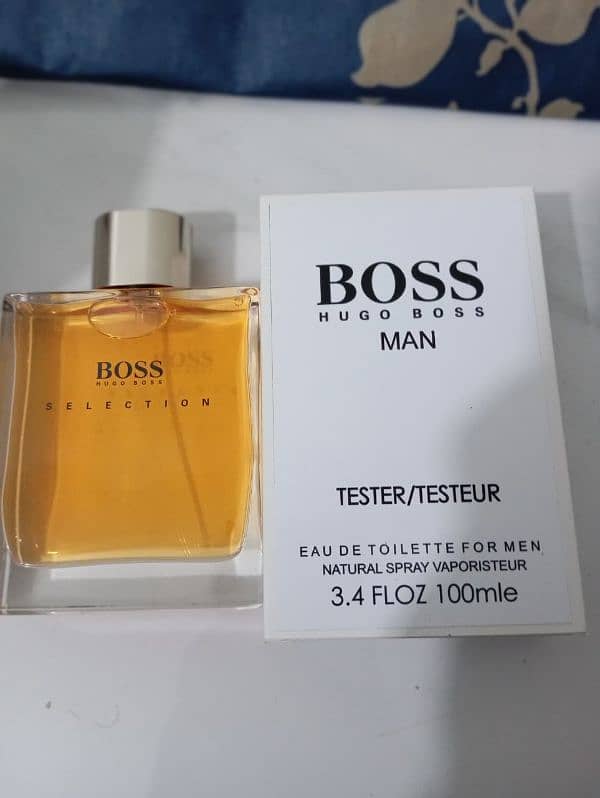 BOSS
HUGO BOSS
SELECTION
BOSS
HUGO BOSS
MAN
TESTER/TESTEUR
EAU DE TOILETTE FOR MEN
NATURAL SPRAY VAPORISTEUR
3.4 FLOZ 100mle